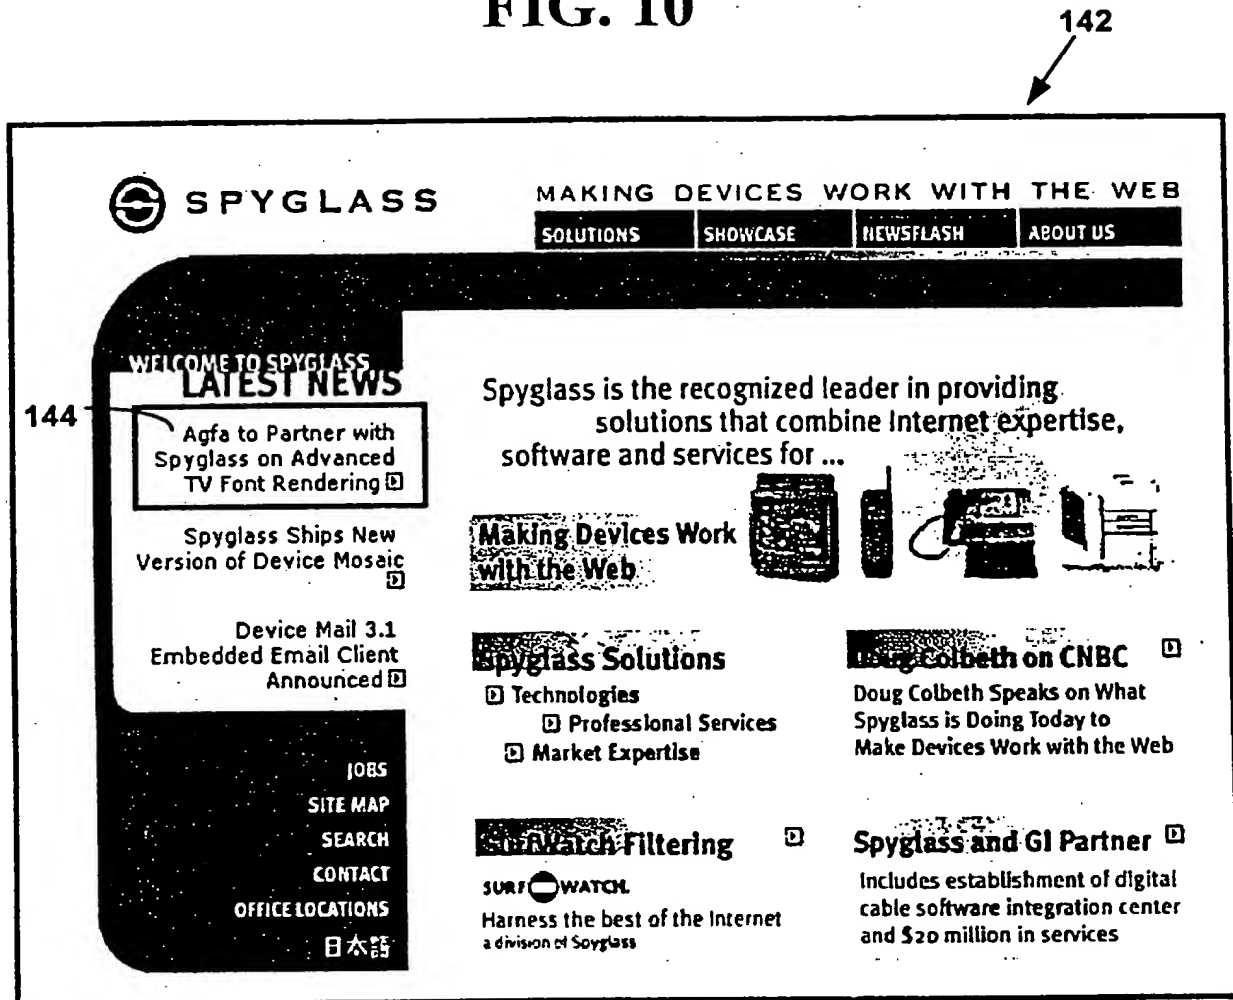 FIG. 10
142
SPYGLASS
MAKING DEVICES WORK WITH THE WEB
SOLUTIONS
SHOWCASE
NEWSFLASH
ABOUT US
WELCOME TO SPYGLASS
LATEST NEWS
144
Agfa to Partner with
Spyglass on Advanced
TV Font Rendering
Spyglass Ships New
Version of Device Mosaic
Device Mail 3.1
Embedded Email Client
Announced
JOBS
SITE MAP
SEARCH
CONTACT
OFFICE LOCATIONS
日本語
Spyglass is the recognized leader in providing
solutions that combine Internet expertise,
software and services for ...
Making Devices Work
with the Web
Spyglass Solutions
Technologies
Professional Services
Market Expertise
Doug Colbeth on CNBC
Doug Colbeth Speaks on What
Spyglass is Doing Today to
Make Devices Work with the Web
SurfWatch Filtering
SURF WATCH.
Harness the best of the Internet
a division of Spyglass
Spyglass and GI Partner
Includes establishment of digital
cable software integration center
and $20 million in services